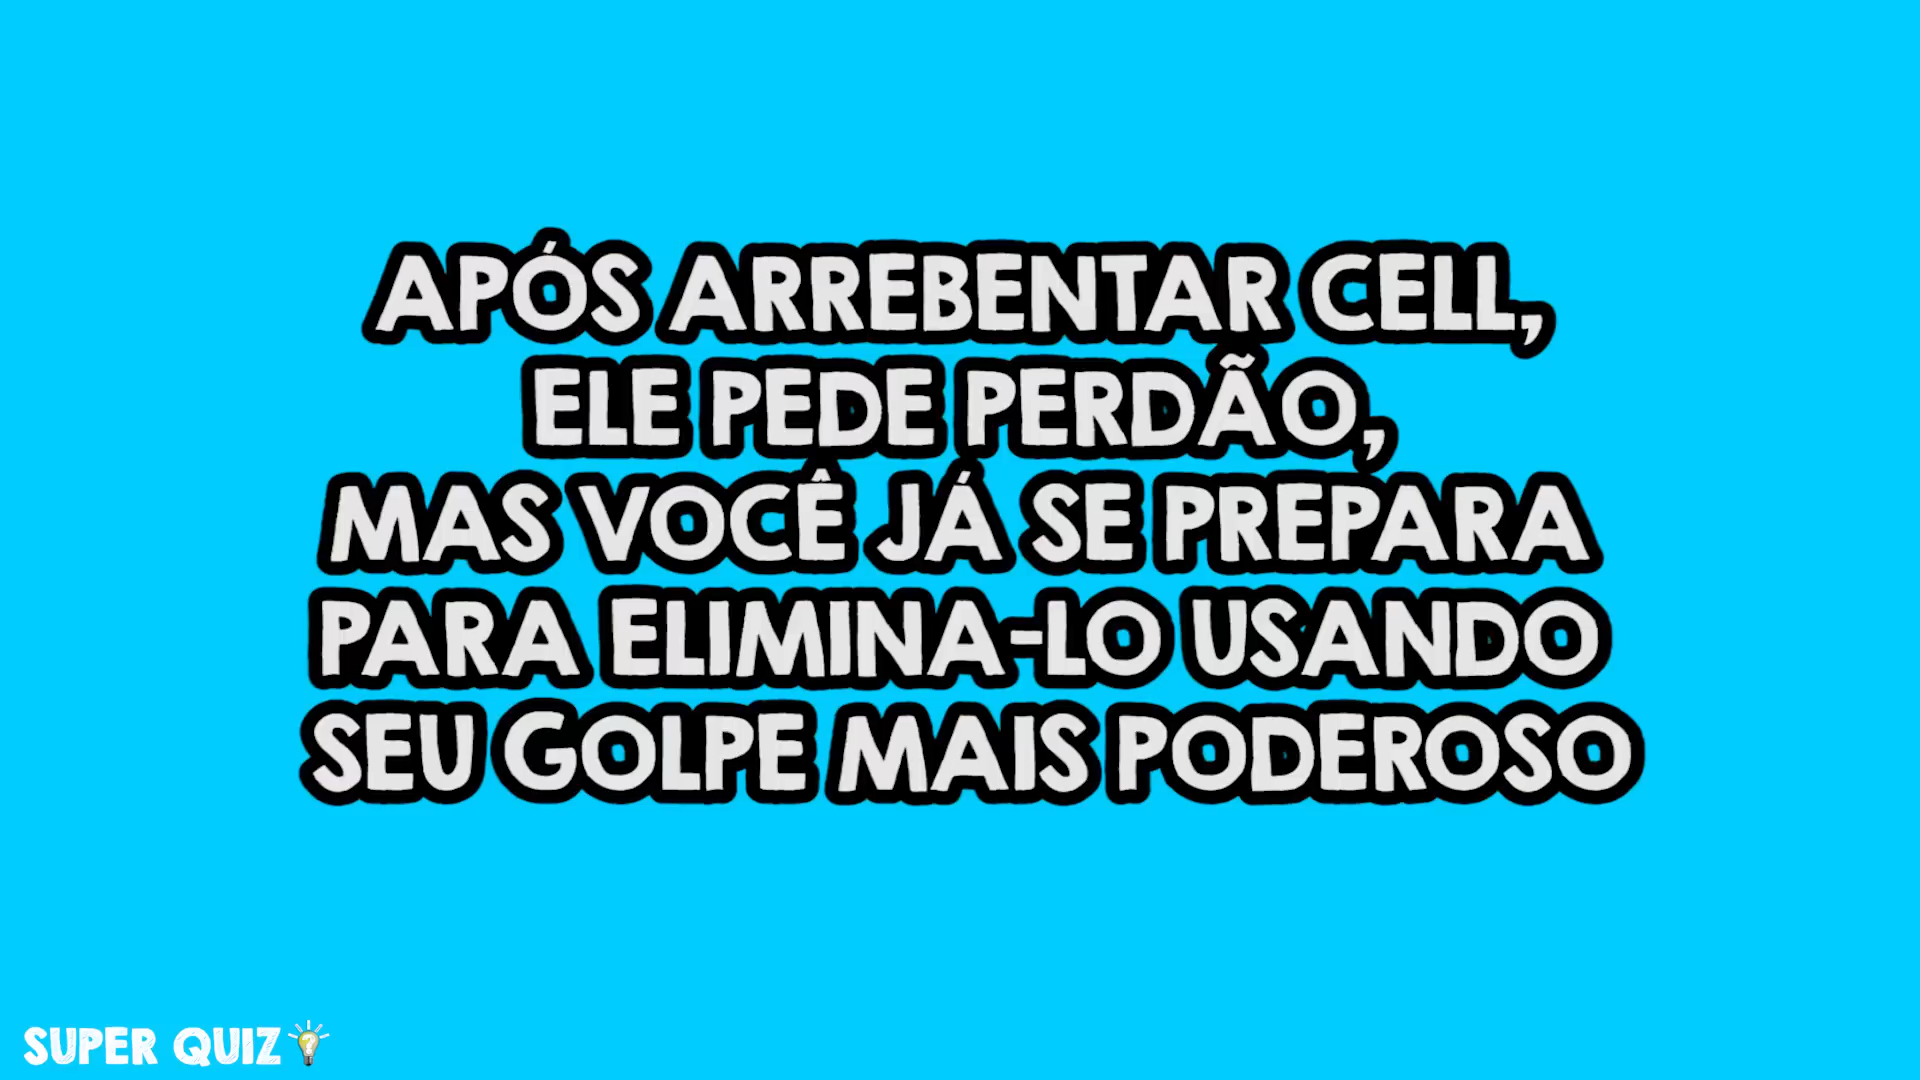 APÓS ARREBENTAR CELL,
ELE PEDE PERDÃO,
MAS VOCÊ JÁ SE PREPARA
PARA ELIMINA-LO USANDO
SEU GOLPE MAIS PODEROSO
SUPER QUIZ